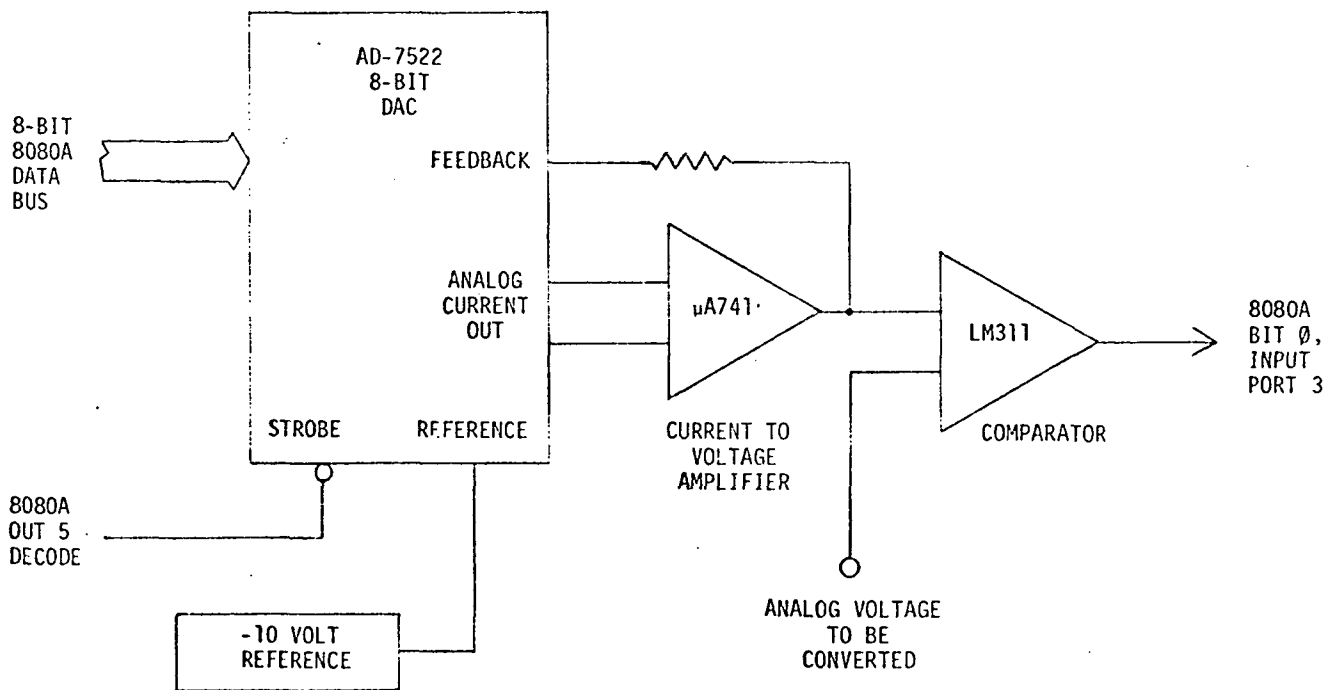 AD-7522
8-BIT
DAC
8-BIT
8080A
DATA
BUS
FEEDBACK
ANALOG
CURRENT
OUT
µA741
LM311
8080A
BIT Ø,
INPUT
PORT 3
STROBE
REFERENCE
CURRENT TO
VOLTAGE
AMPLIFIER
COMPARATOR
8080A
OUT 5
DECODE
-10 VOLT
REFERENCE
ANALOG VOLTAGE
TO BE
CONVERTED